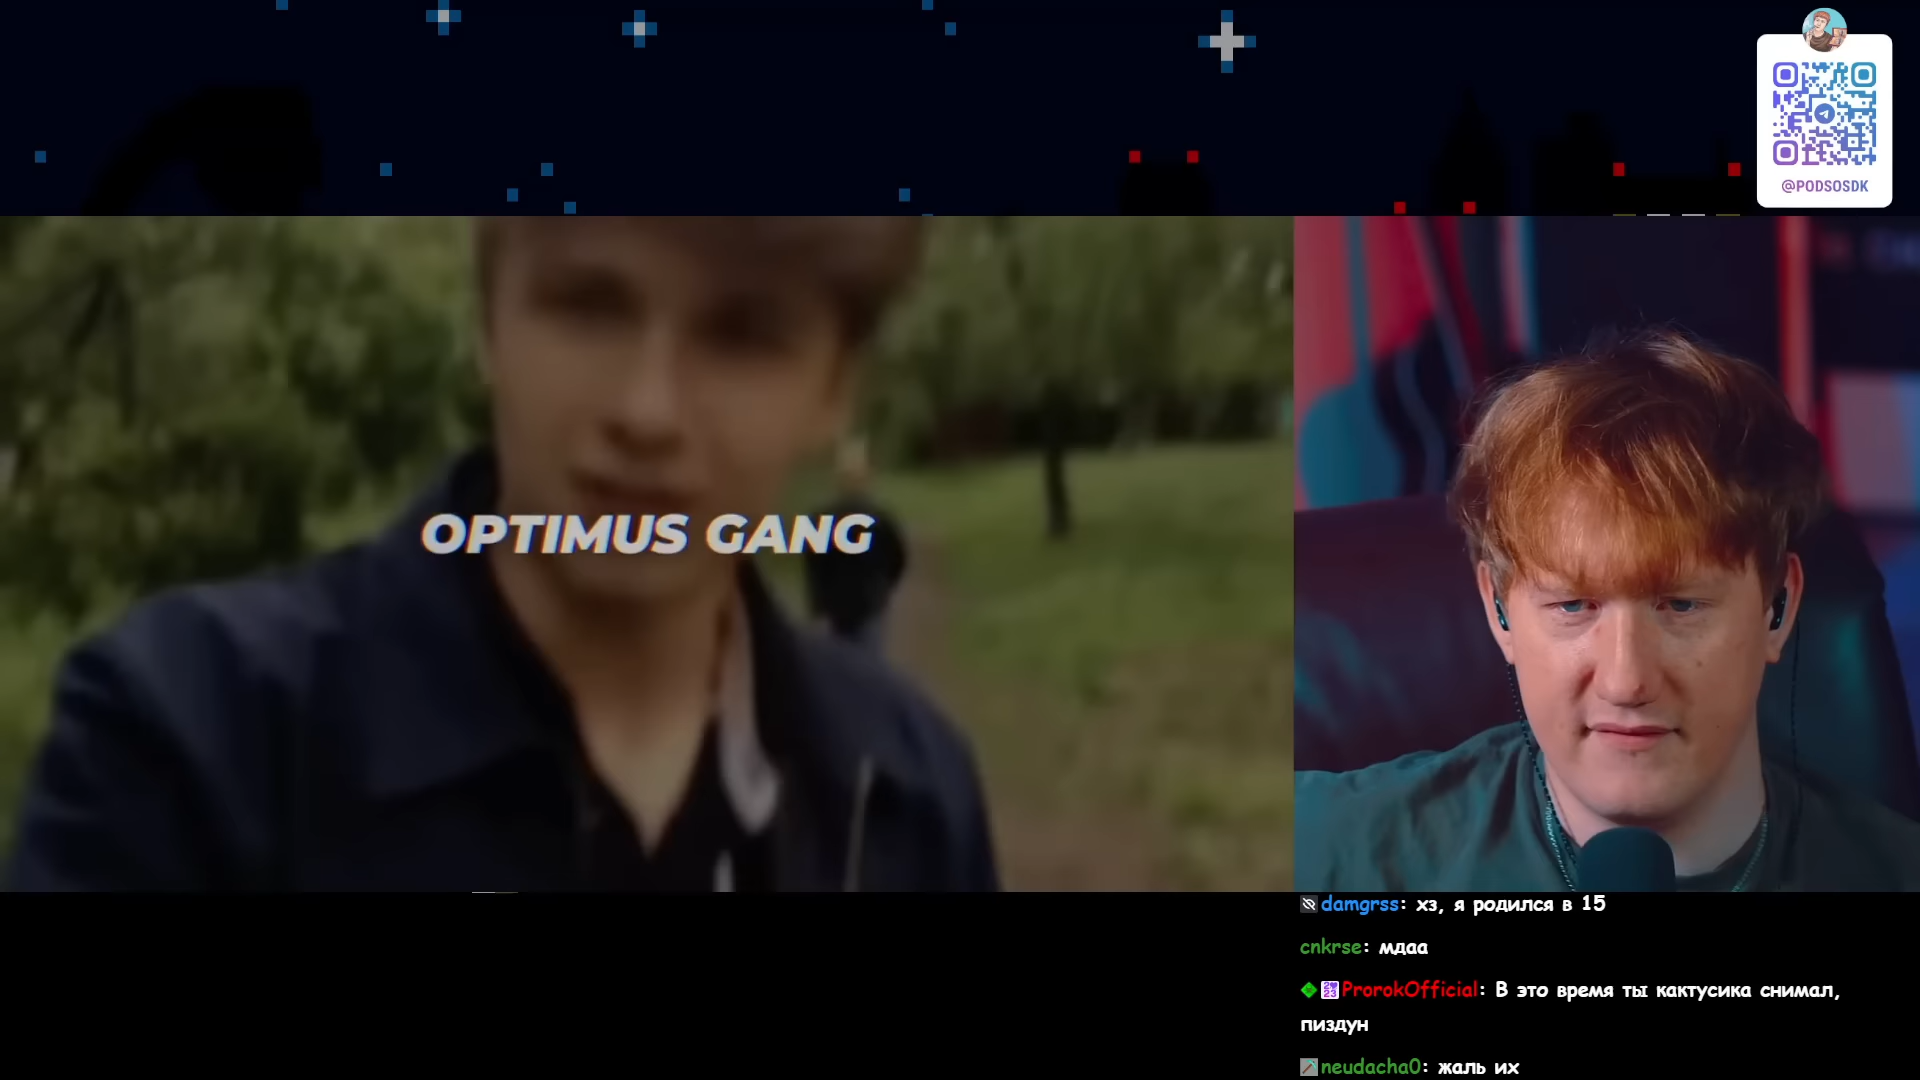 @PODSOSDK
OPTIMUS GANG
damgrss: хз, я родился в 15
cnkrse: мдаа
ProrokOfficial: В это время ты кактусика снимал,
пиздун
neudacha0: жаль их